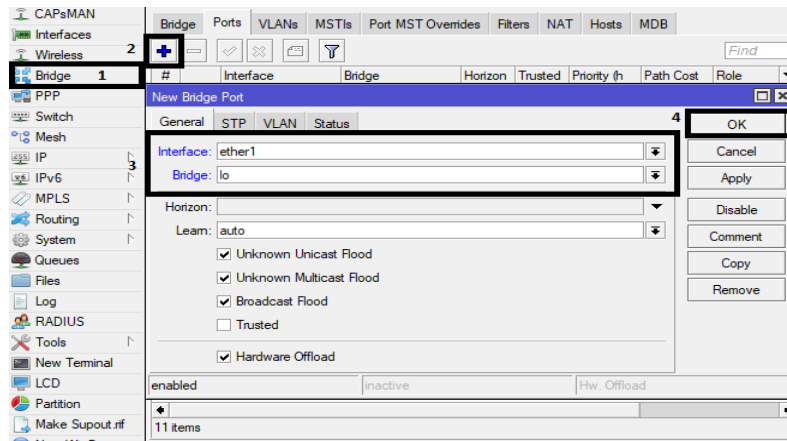 CAPsMAN
Interfaces
Wireless 2
Bridge 1
PPP
Switch
Mesh
IP
3
IPv6
MPLS
Routing
System
Queues
Files
Log
RADIUS
Tools
New Terminal
LCD
Partition
Make Supout.rif
Bridge Ports VLANs MSTIs Port MST Overrides Filters NAT Hosts MDB
Find
# Interface Bridge Horizon Trusted Priority (h Path Cost Role
New Bridge Port
General STP VLAN Status 4 OK
Interface: ether1 Cancel
Bridge: lo Apply
Horizon: Disable
Learn: auto Comment
Unknown Unicast Flood Copy
Unknown Multicast Flood Remove
Broadcast Flood
Trusted
Hardware Offload
enabled inactive Hw. Offload
11 items